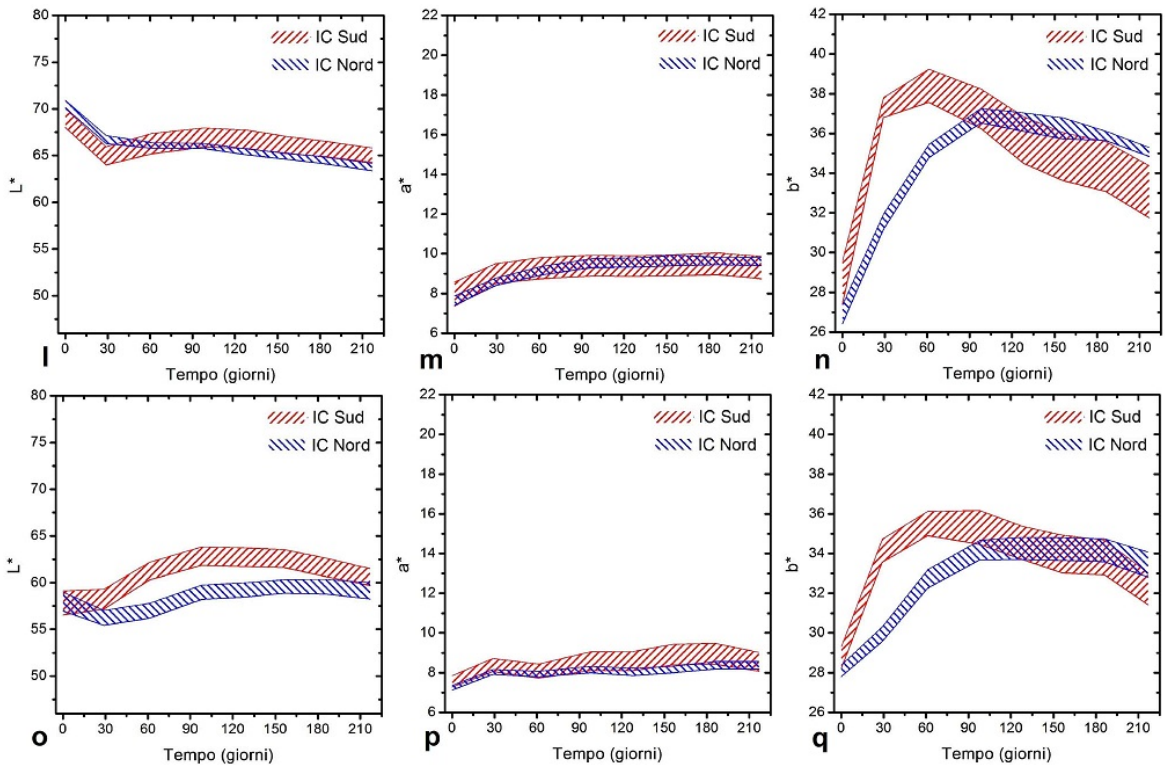 80
75
70
65
60
55
50
L*
0 30 60 90 120 150 180 210
Tempo (giorni)
IC Sud
IC Nord
l
22
20
18
16
14
12
10
8
6
a*
0 30 60 90 120 150 180 210
Tempo (giorni)
IC Sud
IC Nord
m
42
40
38
36
34
32
30
28
26
b*
0 30 60 90 120 150 180 210
Tempo (giorni)
IC Sud
IC Nord
n
80
75
70
65
60
55
50
L*
0 30 60 90 120 150 180 210
Tempo (giorni)
IC Sud
IC Nord
o
22
20
18
16
14
12
10
8
6
a*
0 30 60 90 120 150 180 210
Tempo (giorni)
IC Sud
IC Nord
p
42
40
38
36
34
32
30
28
26
b*
0 30 60 90 120 150 180 210
Tempo (giorni)
IC Sud
IC Nord
q